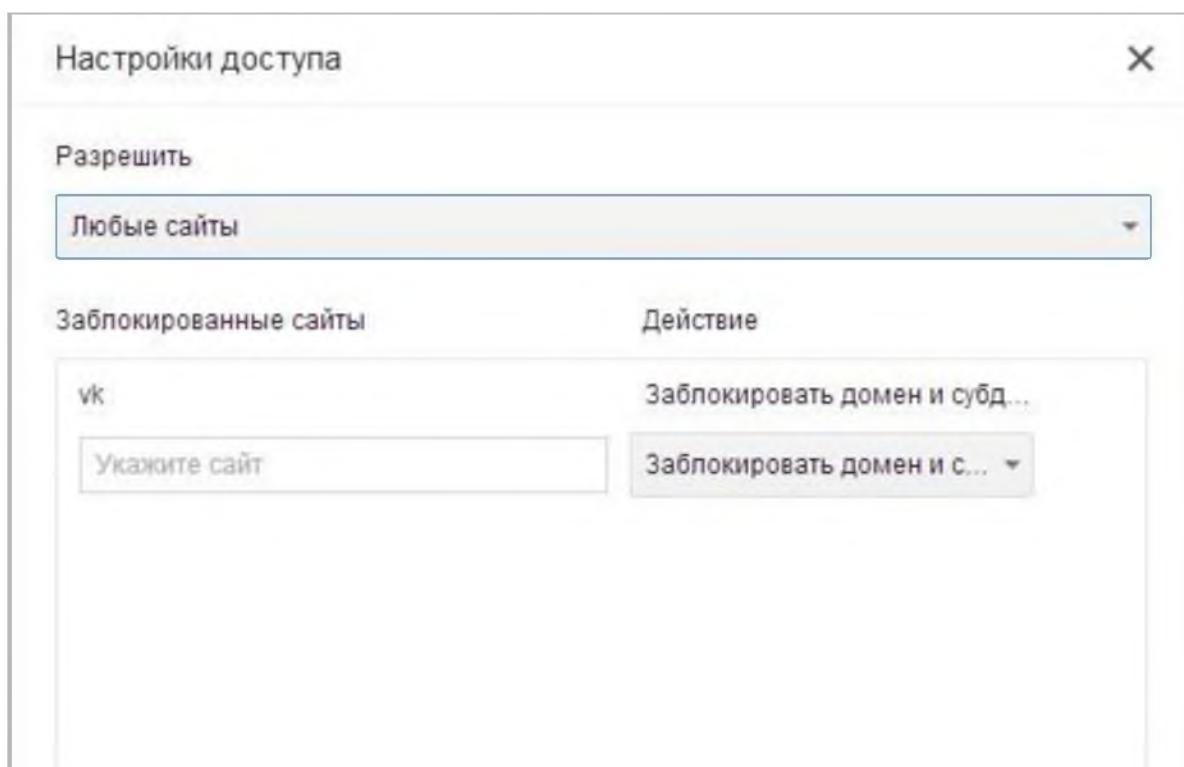 Настройки доступа
Разрешить
Любые сайты
Заблокированные сайты Действие
vk Заблокировать домен и субд...
Укажите сайт Заблокировать домен и с...